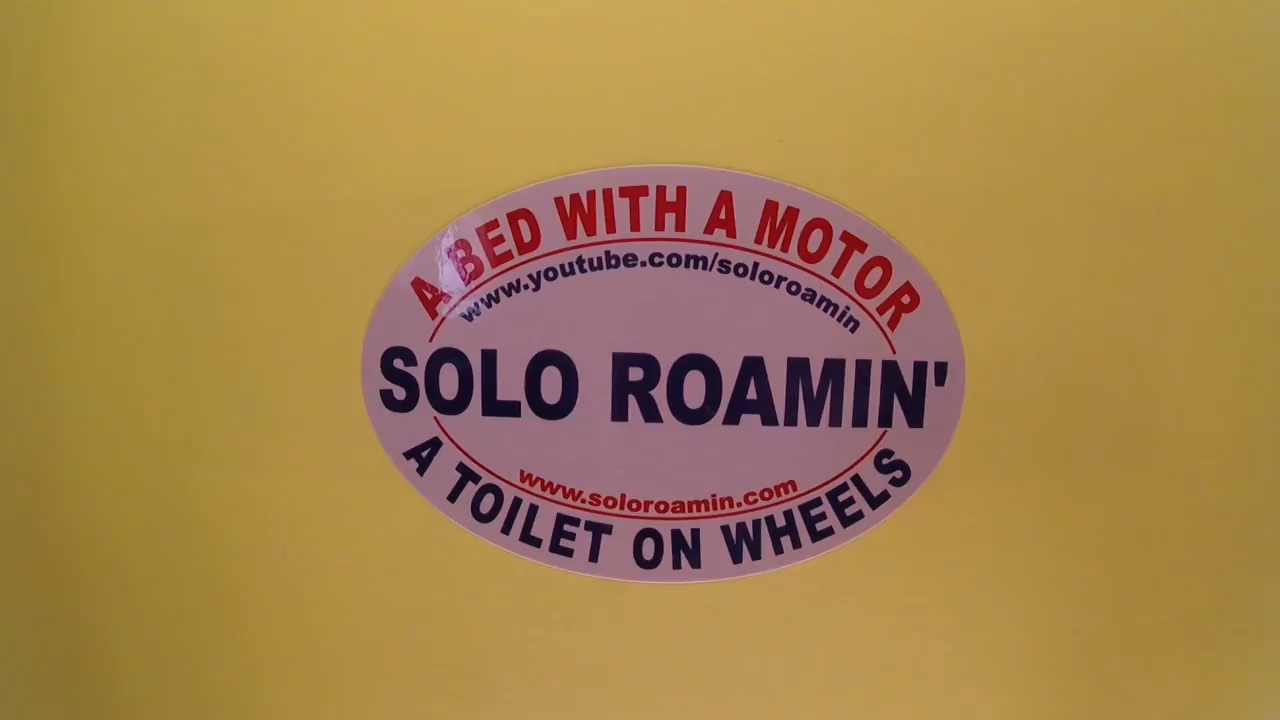 A BED WITH A MOTOR
www.youtube.com/soloroamin
SOLO ROAMIN'
www.soloroamin.com
A TOILET ON WHEELS